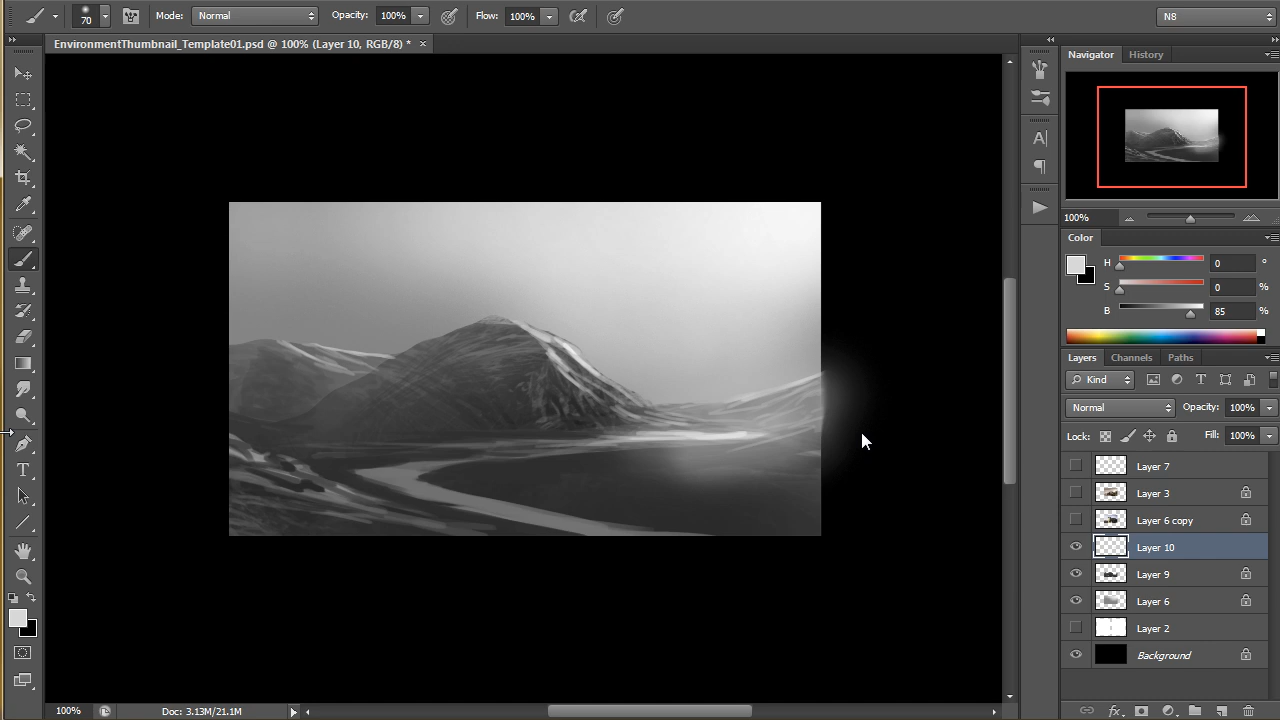 70 Mode: Normal Opacity: 100% Flow: 100% N8
EnvironmentThumbnail_Template01.psd @ 100% (Layer 10, RGB/8) * ×
Navigator History
A|
100%
Color
H 0 °
S 0 %
B 85 %
Layers Channels Paths
Kind T
Normal Opacity: 100%
Lock: Fill: 100%
Layer 7
Layer 3
Layer 6 copy
Layer 10
Layer 9
Layer 6
Layer 2
Background
T
100% Doc: 3.13M/21.1M
fx